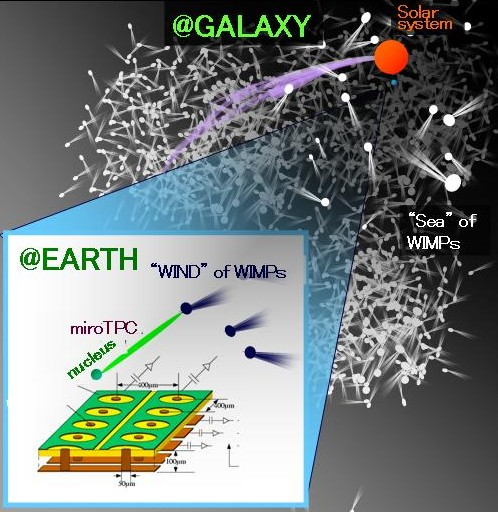 @GALAXY
Solar
system
“Sea” of
WIMPs
@EARTH
“WIND” of WIMPs
miroTPC
nucleus
400μm
400μm
100μm
50μm